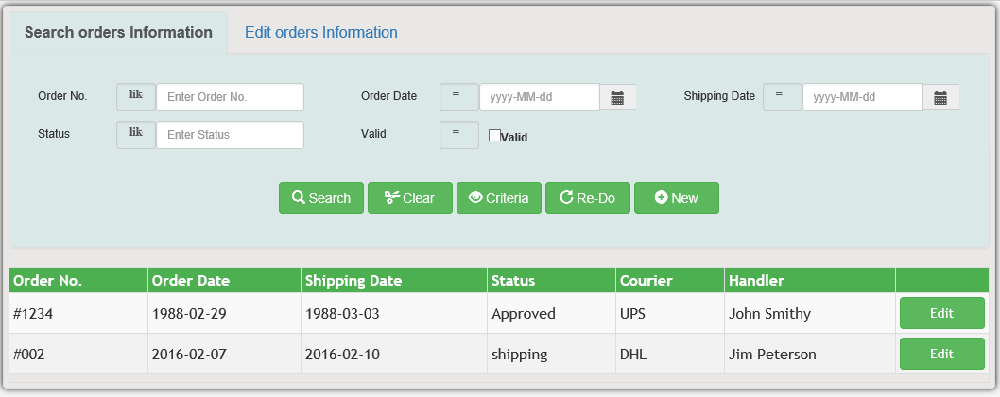 Search orders Information Edit orders Information
Order No. lik Enter Order No. Order Date = yyyy-MM-dd Shipping Date = yyyy-MM-dd
Status lik Enter Status Valid = Valid
Search Clear Criteria Re-Do New
Order No. Order Date Shipping Date Status Courier Handler
#1234 1988-02-29 1988-03-03 Approved UPS John Smithy Edit
#002 2016-02-07 2016-02-10 shipping DHL Jim Peterson Edit